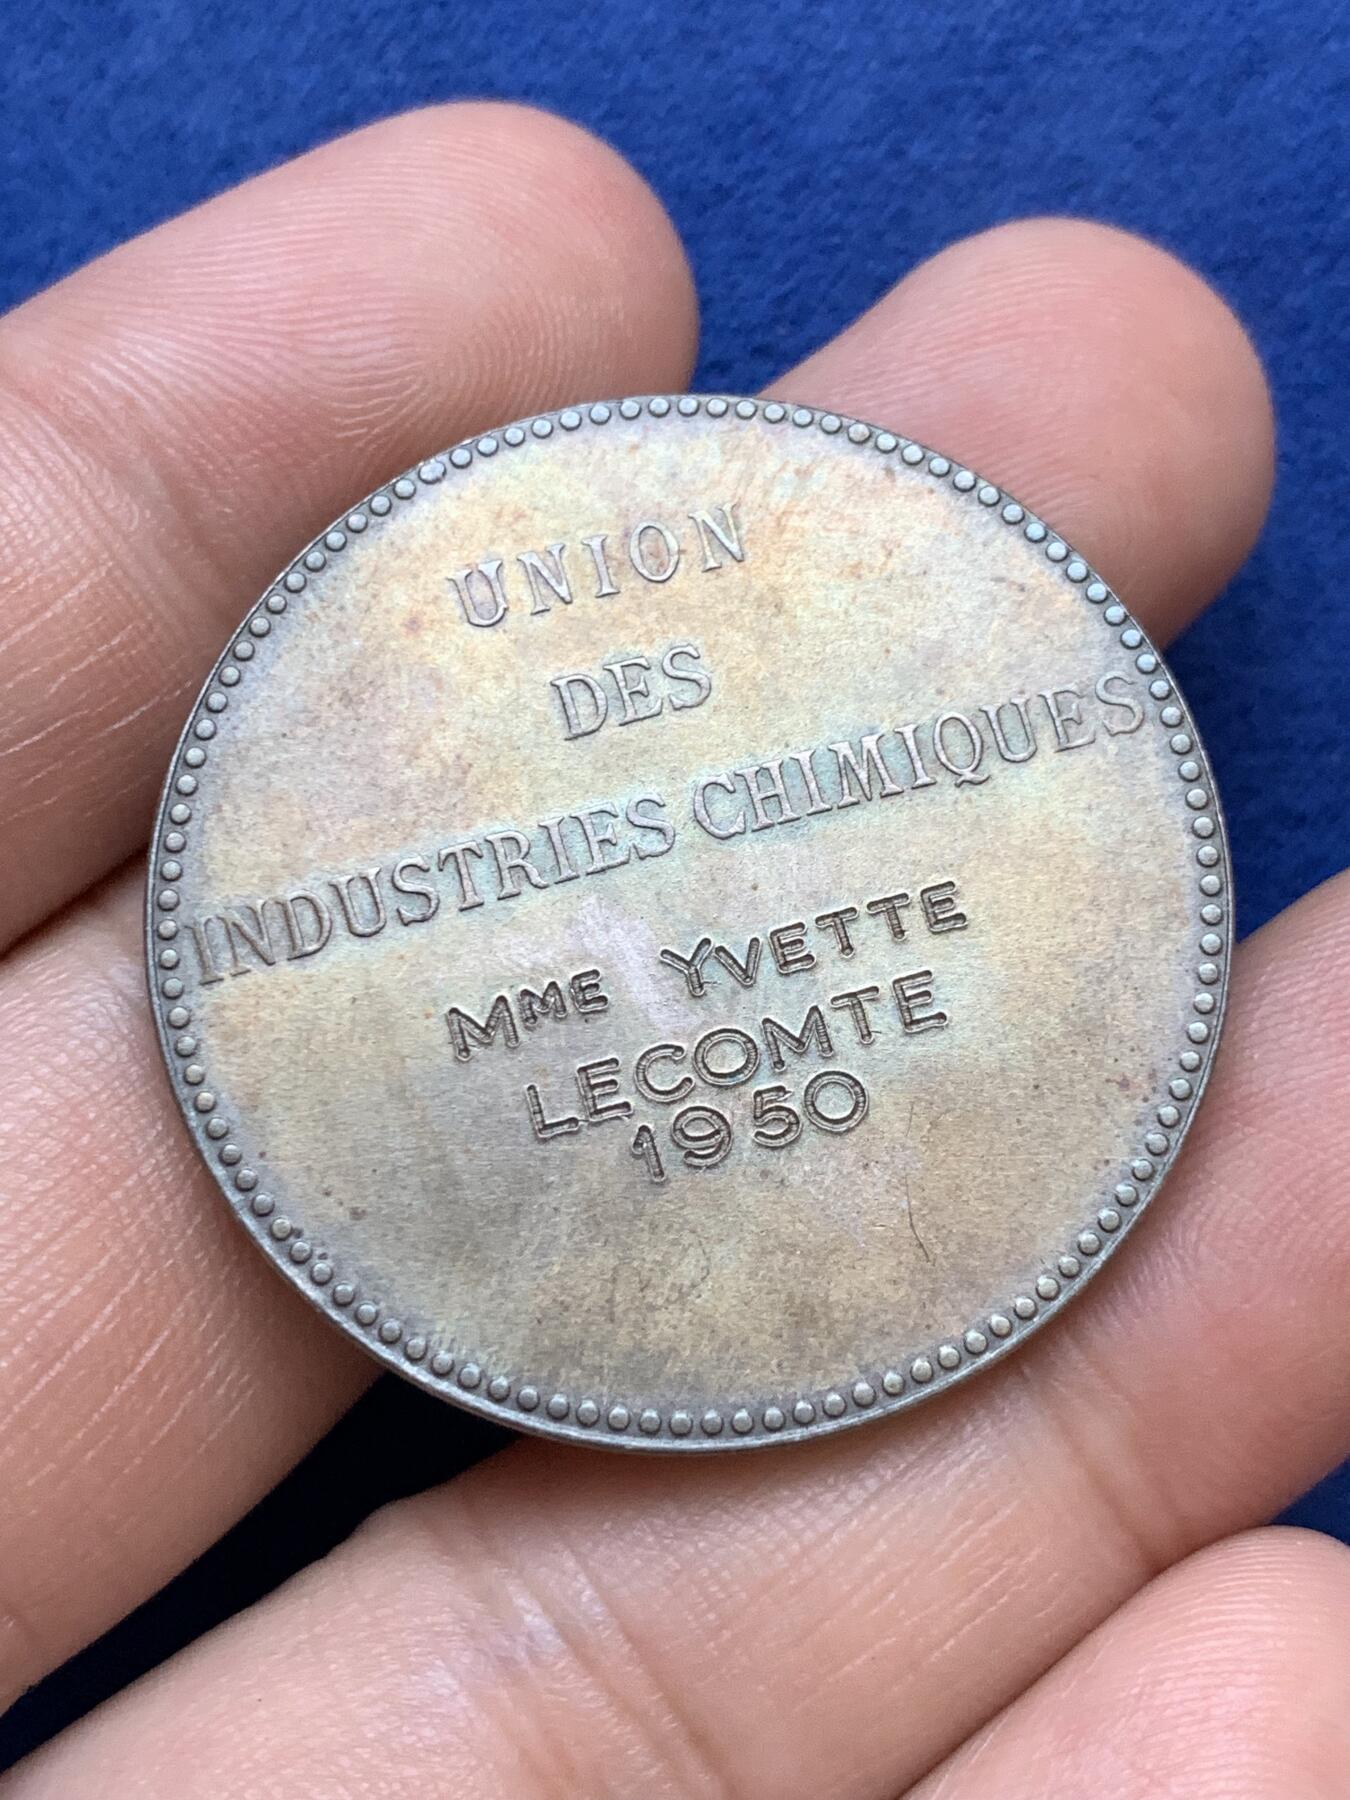 UNION
DES
INDUSTRIES CHIMIQUES
MME YVETTE
LECOMTE
1950